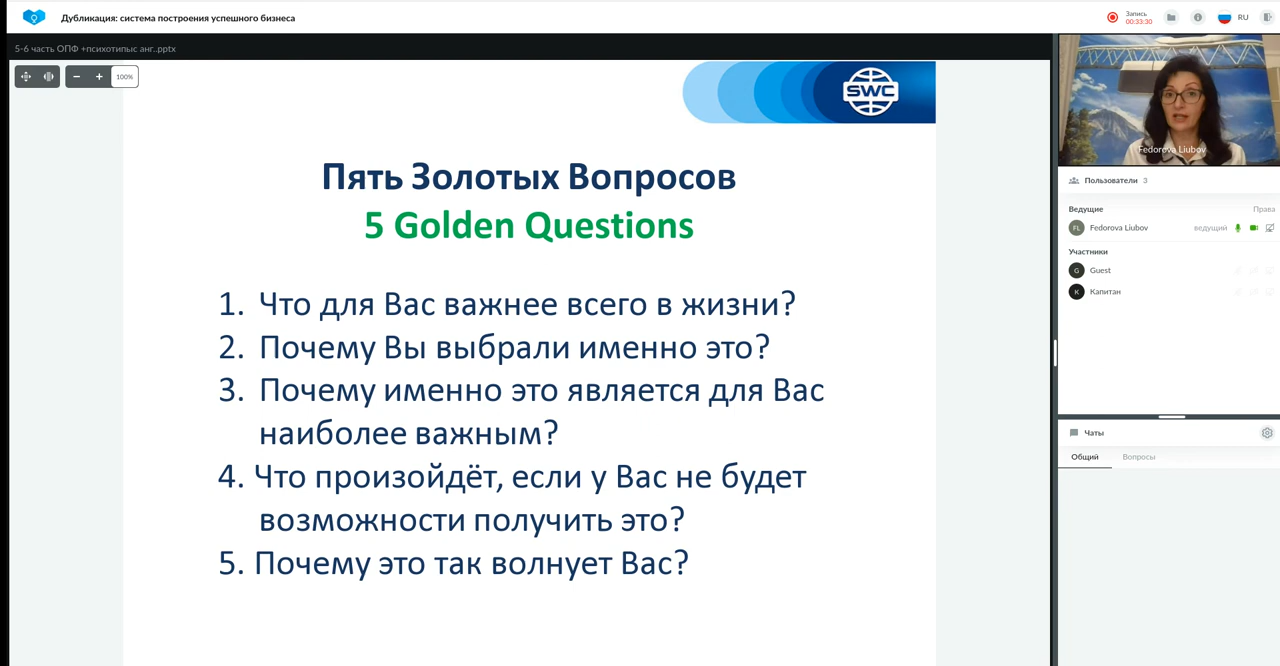 Дубликация: система построения успешного бизнеса
Запись
00:33:30
RU
5-6 часть ОПФ +психотипыс анг..pptx
100%
SWC
Fedorova Liubov
Пять Золотых Вопросов
5 Golden Questions
1. Что для Вас важнее всего в жизни?
2. Почему Вы выбрали именно это?
3. Почему именно это является для Вас
наиболее важным?
4. Что произойдёт, если у Вас не будет
возможности получить это?
5. Почему это так волнует Вас?
Пользователи 3
Ведущие Права
FL Fedorova Liubov ведущий
Участники
G Guest
К Капитан
Чаты
Общий Вопросы